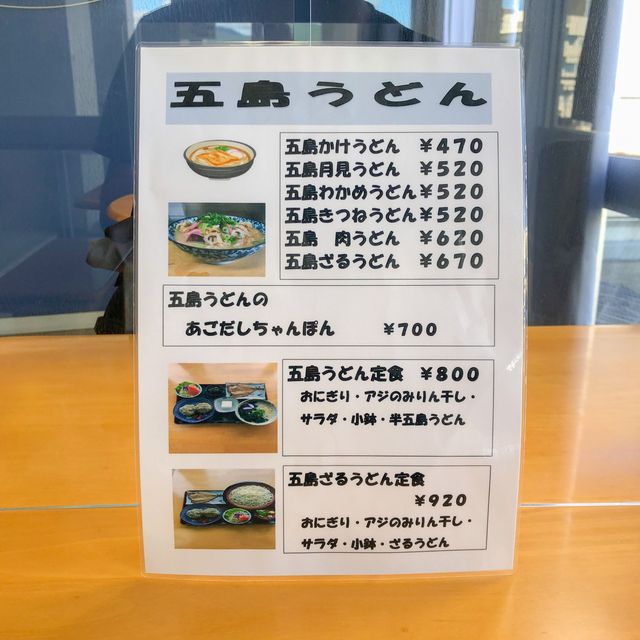 五島うどん
五島かけうどん ¥470
五島月見うどん ¥520
五島わかめうどん ¥520
五島きつねうどん ¥520
五島 肉うどん ¥620
五島ざるうどん ¥670
五島うどんの
あごだしちゃんぽん ¥700
五島うどん定食 ¥800
おにぎり・アジのみりん干し・
サラダ・小鉢・半五島うどん
五島ざるうどん定食
¥920
おにぎり・アジのみりん干し・
サラダ・小鉢・ざるうどん